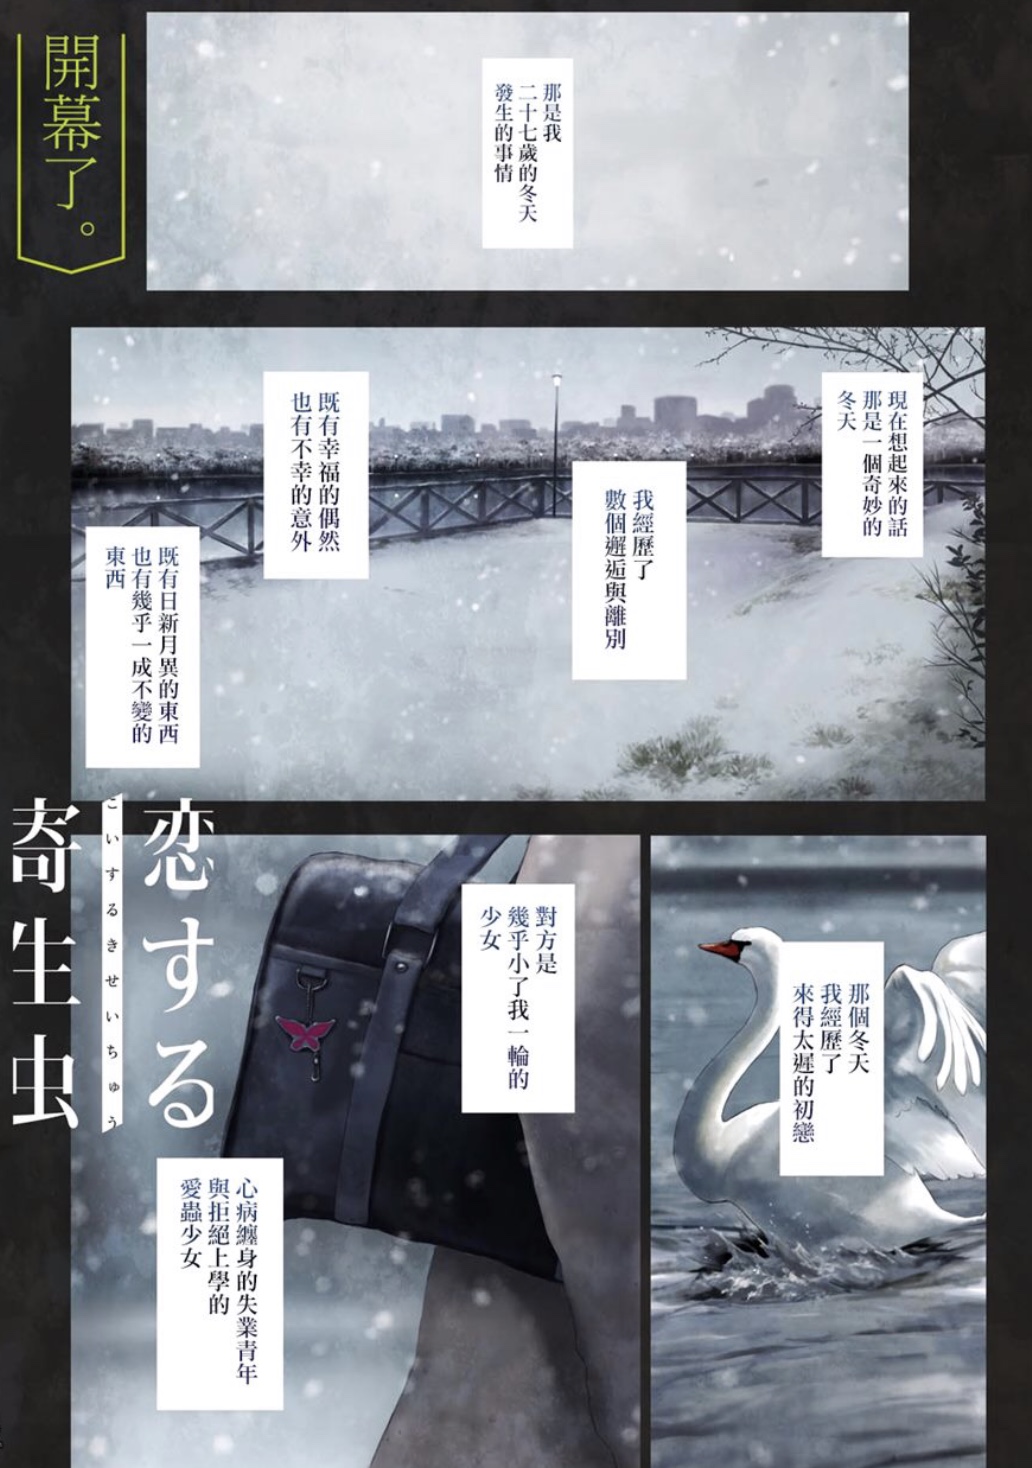 開幕了。
那是我
二十七歲的冬天
發生的事情
現在想起來的話
那是一個奇妙的
冬天
我經歷了
數個邂逅與離別
既有幸福的偶然
也有不幸的意外
既有日新月異的東西
也有幾乎一成不變的
東西
那個冬天
我經歷了
來得太遲的初戀
對方是
幾乎小了我一輪的
少女
心病纏身的失業青年
與拒絕上學的
愛蟲少女
恋する
こいするきせいちゅう
寄生虫